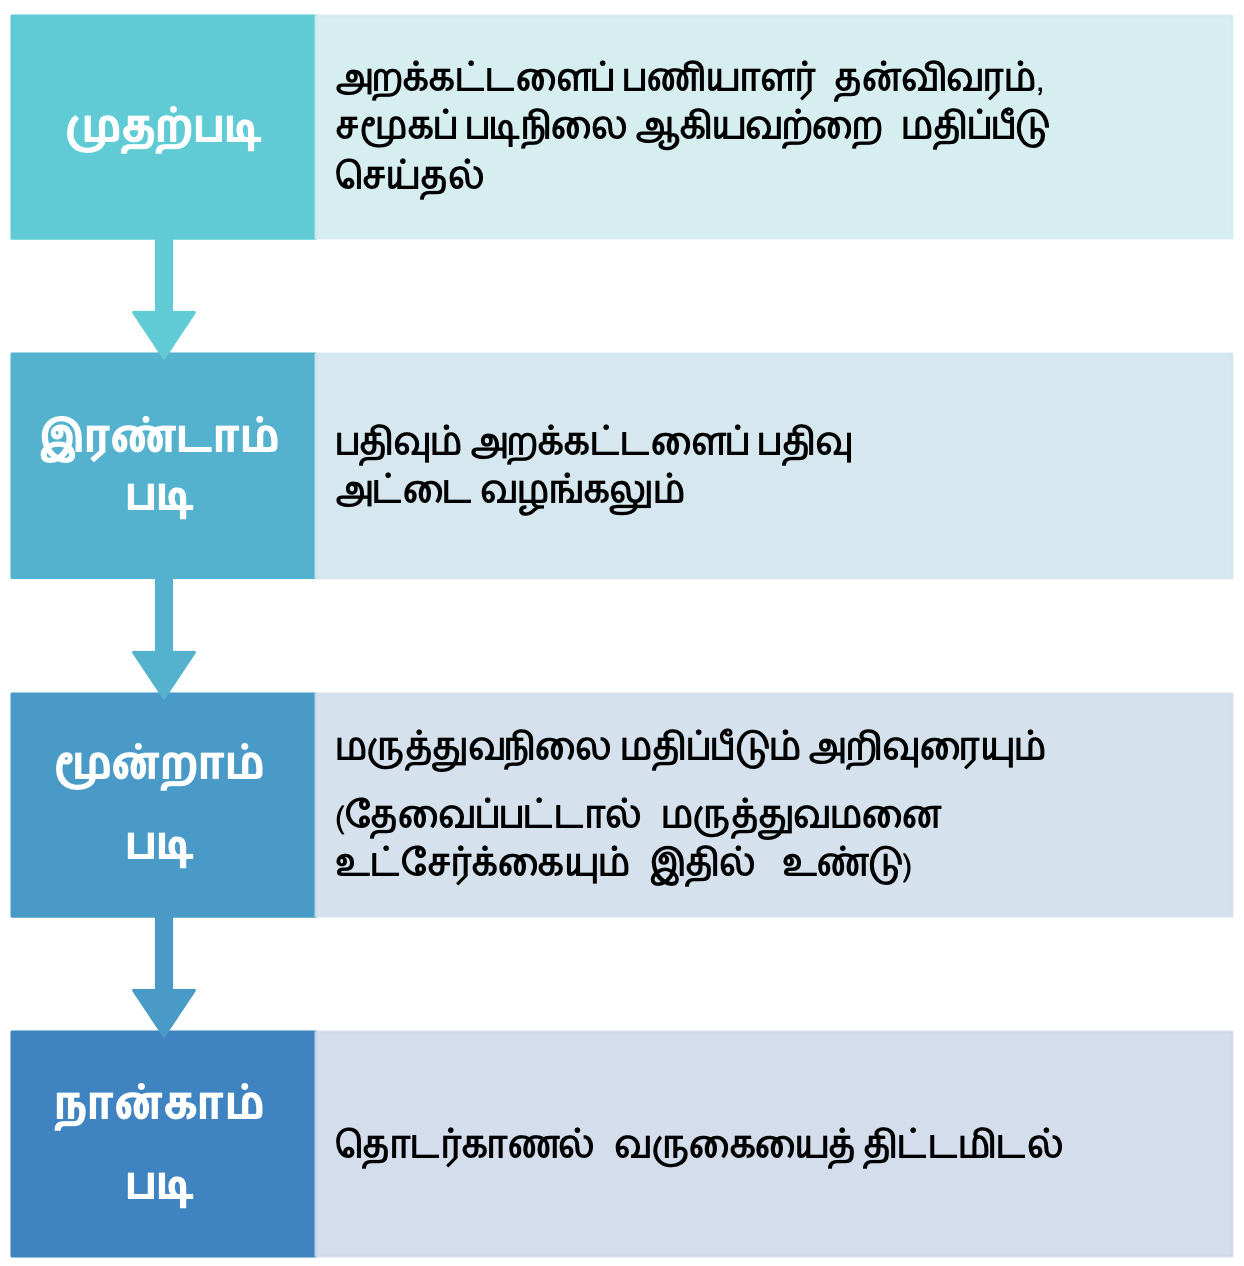 முதற்படி
அறக்கட்டளைப் பணியாளர் தன்விவரம்,
சமூகப் படிநிலை ஆகியவற்றை மதிப்பீடு
செய்தல்
இரண்டாம்
படி
பதிவும் அறக்கட்டளைப் பதிவு
அட்டை வழங்கலும்
மூன்றாம்
படி
மருத்துவநிலை மதிப்பீடும் அறிவுரையும்
(தேவைப்பட்டால் மருத்துவமனை
உட்சேர்க்கையும் இதில் உண்டு)
நான்காம்
படி
தொடர்காணல் வருகையைத் திட்டமிடல்